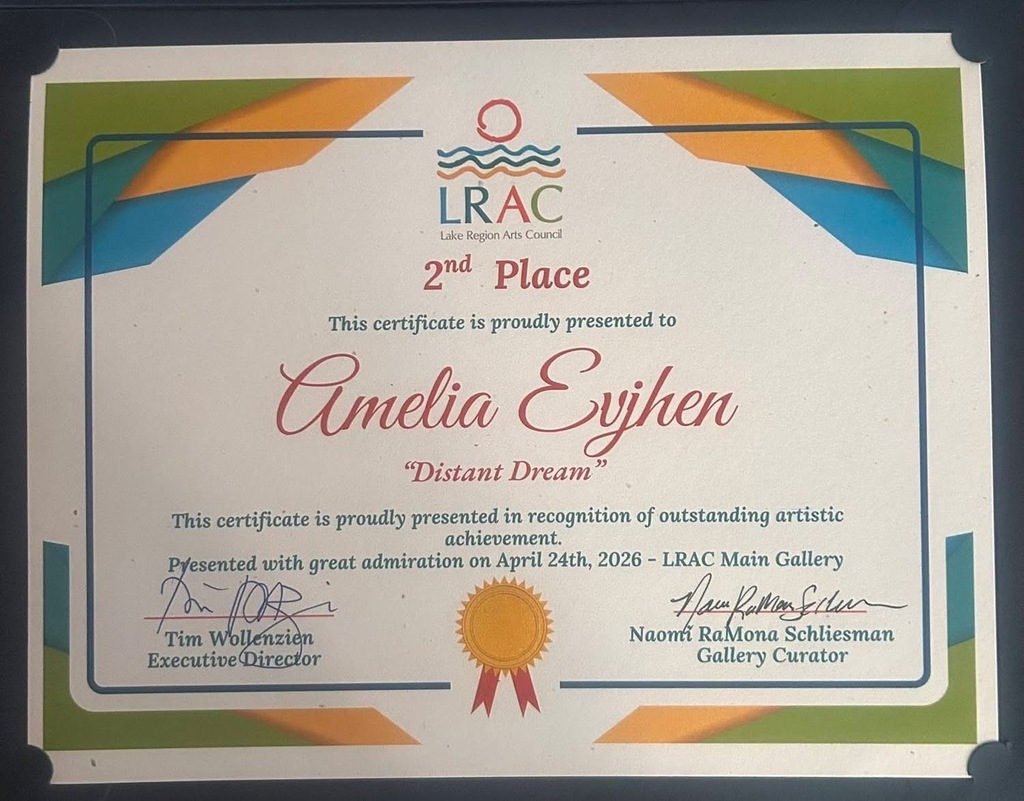 LRAC
Lake Region Arts Council
2nd Place
This certificate is proudly presented to
Amelia Evjhen
“Distant Dream”
This certificate is proudly presented in recognition of outstanding artistic
achievement.
Presented with great admiration on April 24th, 2026 – LRAC Main Gallery
Tim Wollenzien
Executive Director
Naomi RaMona Schliesman
Gallery Curator